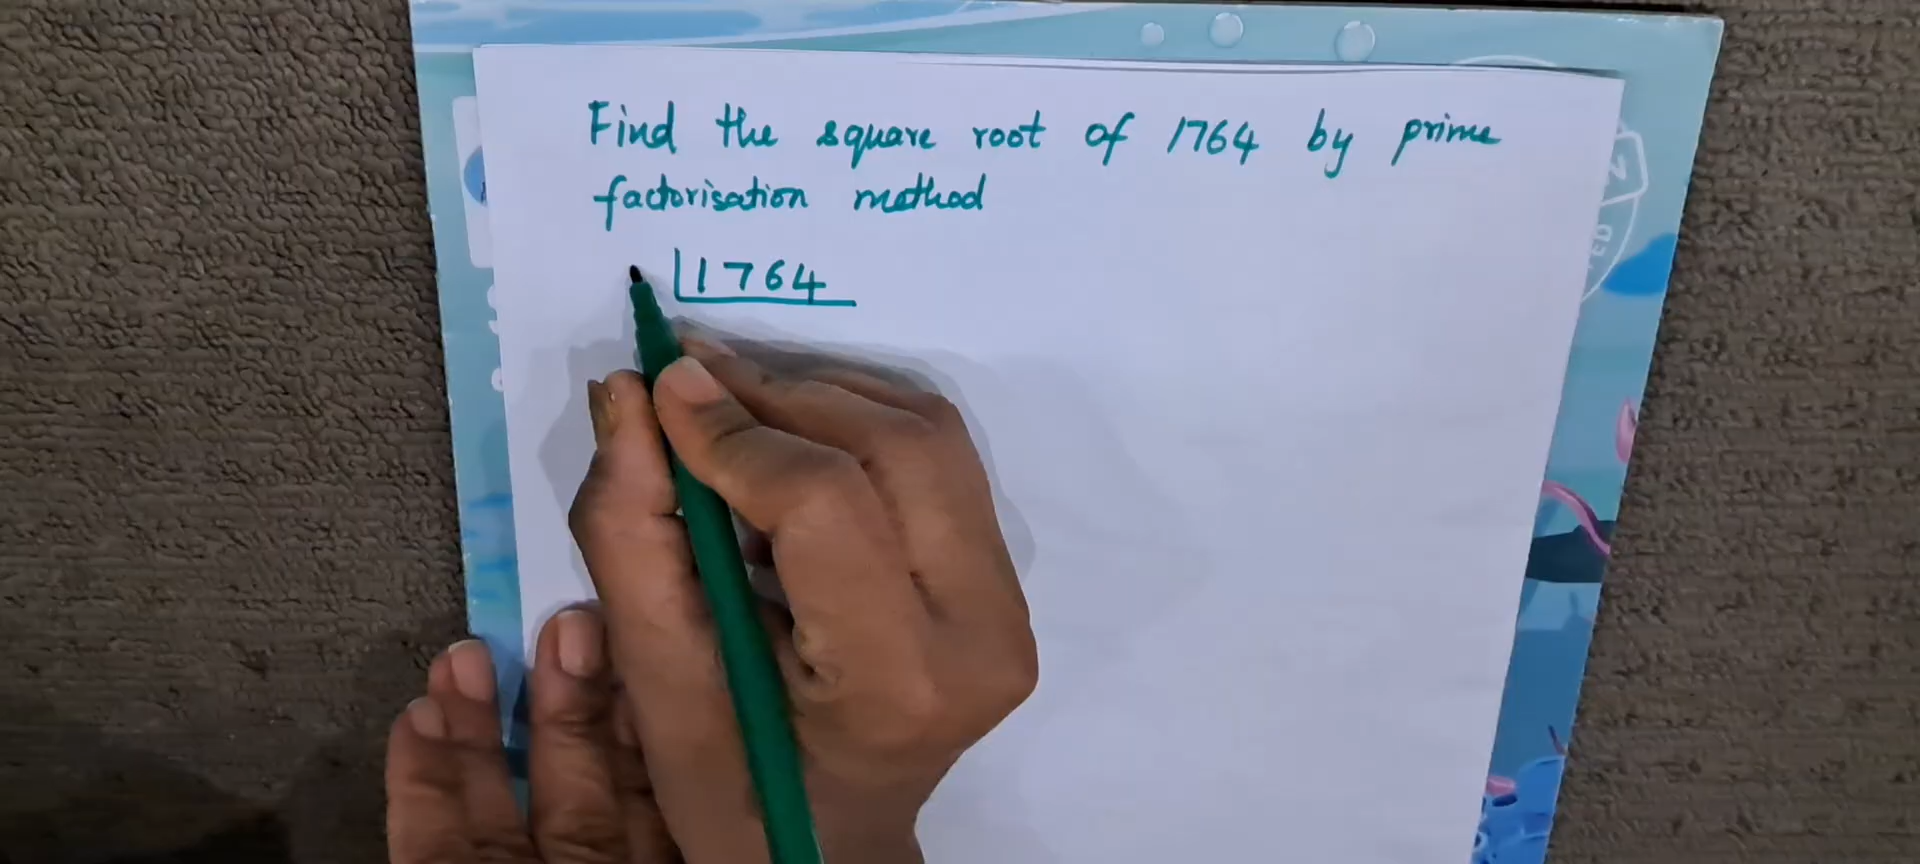 Find the square root of 1764 by prime
factorisation method
1764